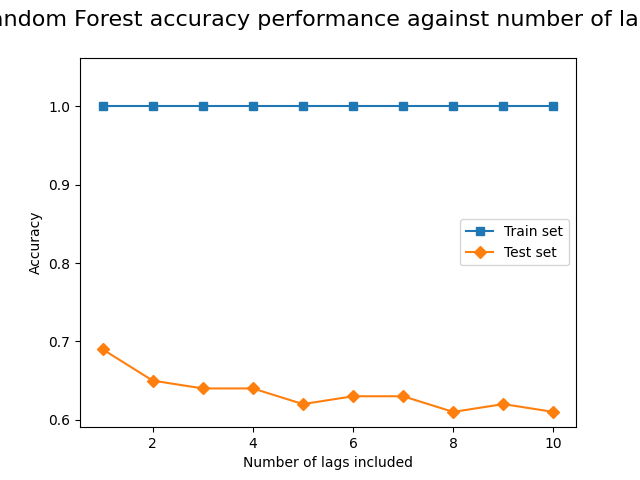 ndom Forest accuracy performance against number of la
1.0
0.9
0.8
0.7
0.6
Accuracy
Train set
Test set
2 4 6 8 10
Number of lags included